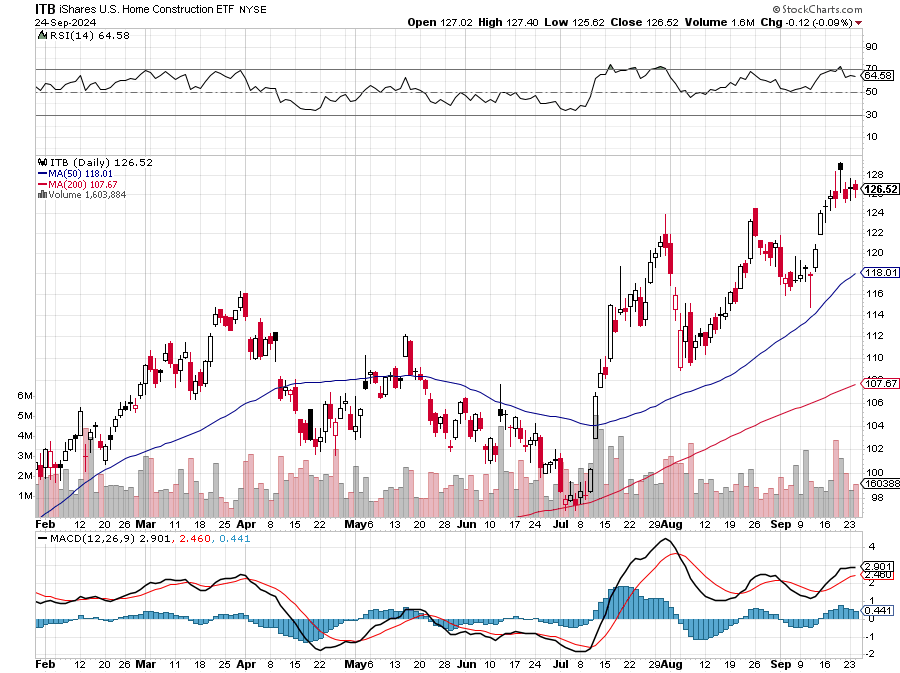 ITB iShares U.S. Home Construction ETF NYSE © StockCharts.com
24-Sep-2024 Open 127.02 High 127.40 Low 125.62 Close 126.52 Volume 1.6M Chg -0.12 (-0.09%)
RSI(14) 64.58
90
70
64.58
50
30
10
ITB (Daily) 126.52
MA(50) 118.01
MA(200) 107.67
Volume 1,603,884
128
126.52
124
122
120
118.01
116
114
112
110
107.67
106
104
102
100
160388
98
6M
5M
4M
3M
2M
1M
Feb 12 20 26 Mar 11 18 25 Apr 8 15 22 May 6 13 20 28 Jun 10 17 24 Jul 8 15 22 29 Aug 12 19 26 Sep 9 16 23
MACD(12,26,9) 2.901, 2.460, 0.441
4
2.901
2.460
2
1
0.441
0
-1
-2
Feb 12 20 26 Mar 11 18 25 Apr 8 15 22 May 6 13 20 28 Jun 10 17 24 Jul 8 15 22 29 Aug 12 19 26 Sep 9 16 23